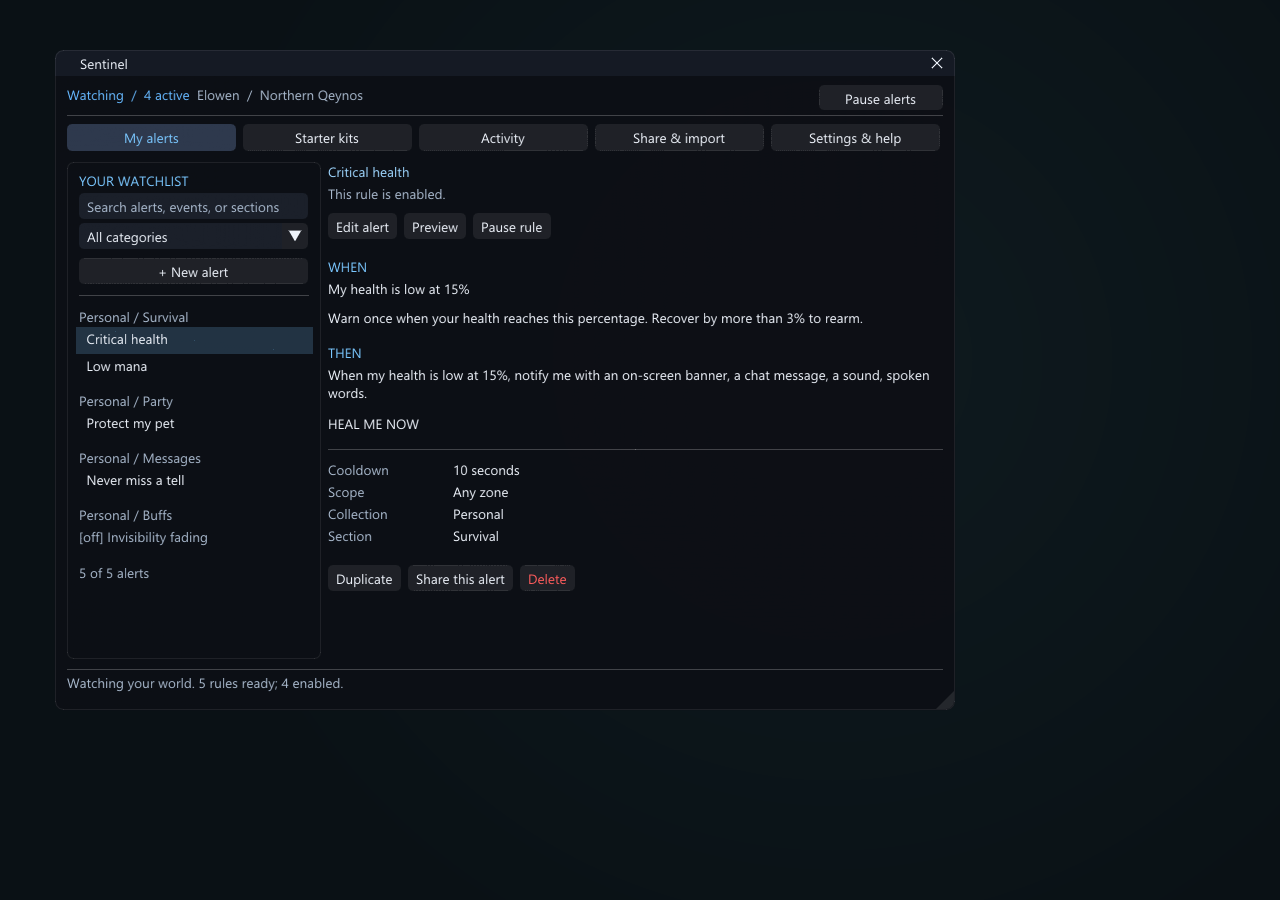 Sentinel
Watching / 4 active Elowen / Northern Qeynos
Pause alerts
My alerts
Starter kits
Activity
Share & import
Settings & help
YOUR WATCHLIST
Search alerts, events, or sections
All categories
+ New alert
Personal / Survival
Critical health
Low mana
Personal / Party
Protect my pet
Personal / Messages
Never miss a tell
Personal / Buffs
[off] Invisibility fading
5 of 5 alerts
Critical health
This rule is enabled.
Edit alert
Preview
Pause rule
WHEN
My health is low at 15%
Warn once when your health reaches this percentage. Recover by more than 3% to rearm.
THEN
When my health is low at 15%, notify me with an on-screen banner, a chat message, a sound, spoken
words.
HEAL ME NOW
Cooldown 10 seconds
Scope Any zone
Collection Personal
Section Survival
Duplicate
Share this alert
Delete
Watching your world. 5 rules ready; 4 enabled.